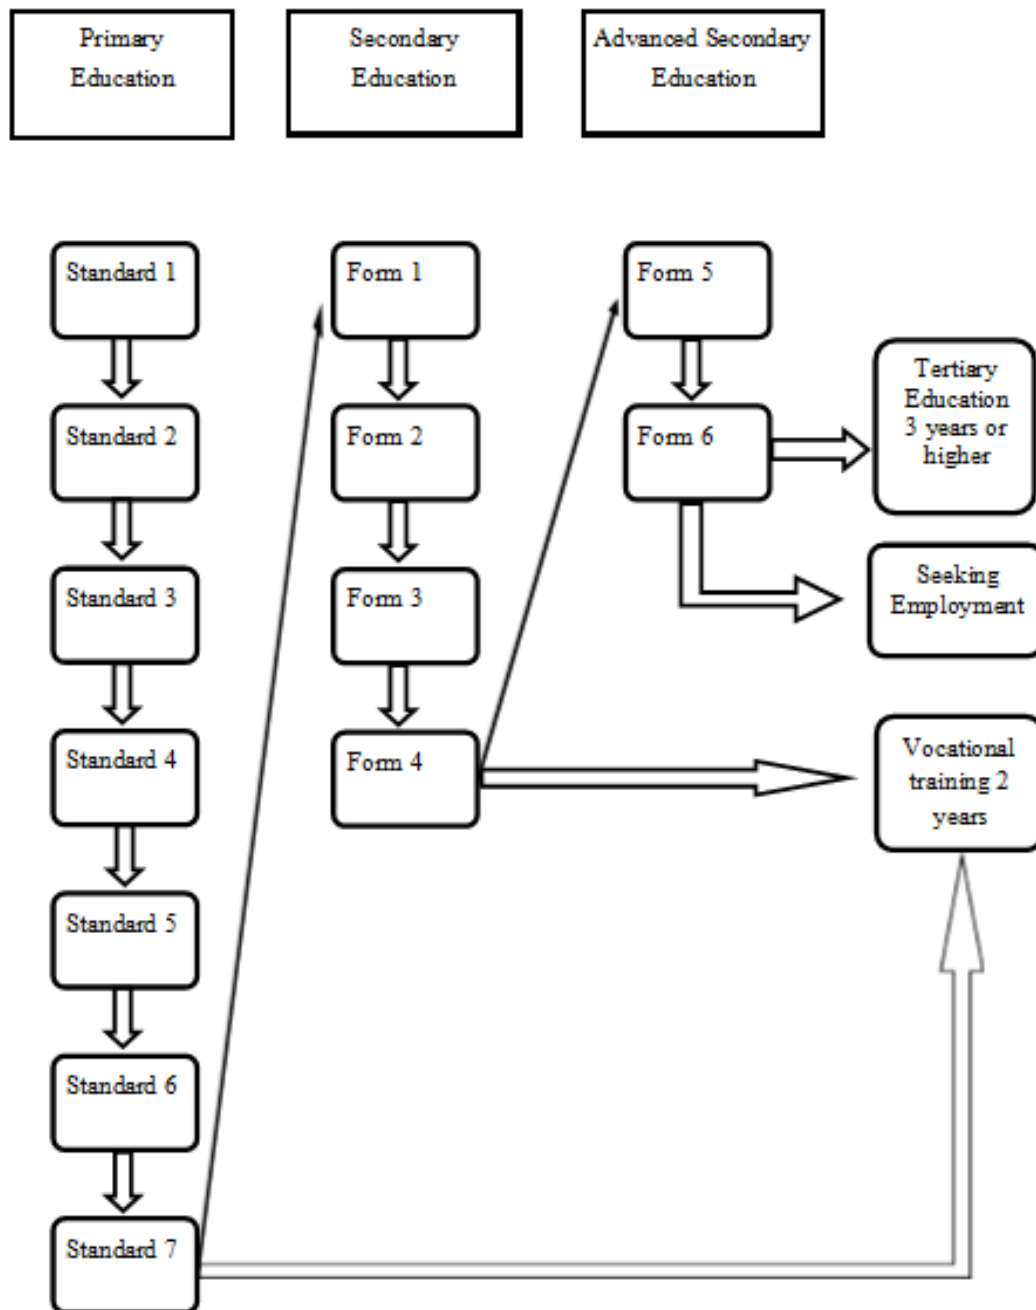 Primary
Education
Secondary
Education
Advanced Secondary
Education
Standard 1
Standard 2
Standard 3
Standard 4
Standard 5
Standard 6
Standard 7
Form 1
Form 2
Form 3
Form 4
Form 5
Form 6
Tertiary
Education
3 years or
higher
Seeking
Employment
Vocational
training 2
years